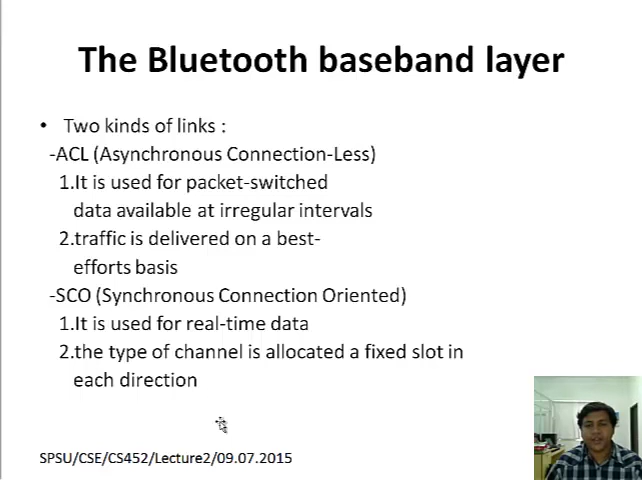 The Bluetooth baseband layer
• Two kinds of links :
-ACL (Asynchronous Connection-Less)
1.It is used for packet-switched
data available at irregular intervals
2.traffic is delivered on a best-
efforts basis
-SCO (Synchronous Connection Oriented)
1.It is used for real-time data
2.the type of channel is allocated a fixed slot in
each direction
SPSU/CSE/CS452/Lecture2/09.07.2015